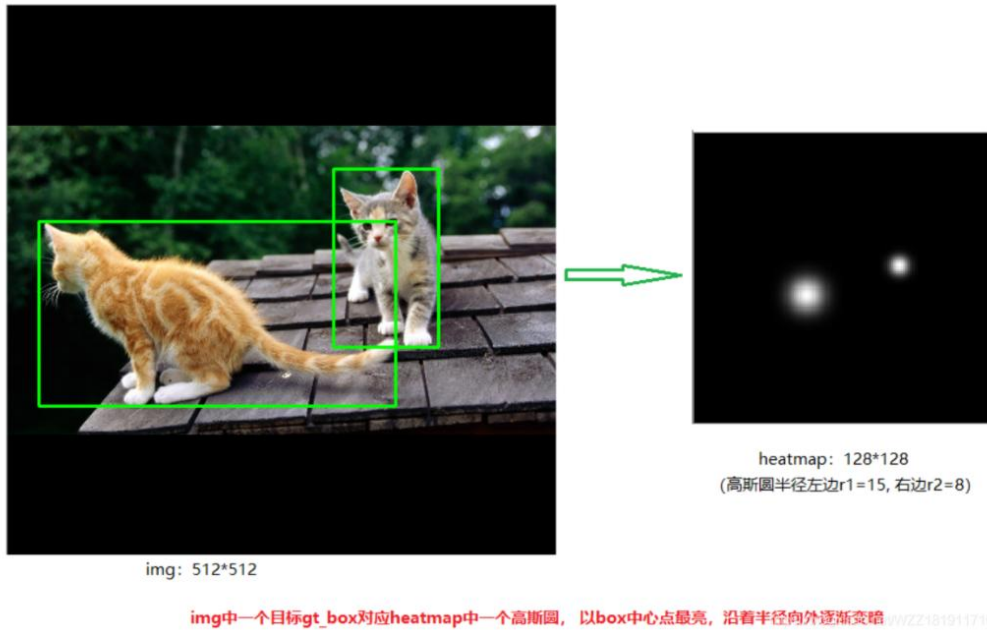 heatmap：128*128
(高斯圆半径左边r1=15, 右边r2=8)
img：512*512
img中一个目标gt_box对应heatmap中一个高斯圆， 以box中心点最亮，沿着半径向外逐渐变暗